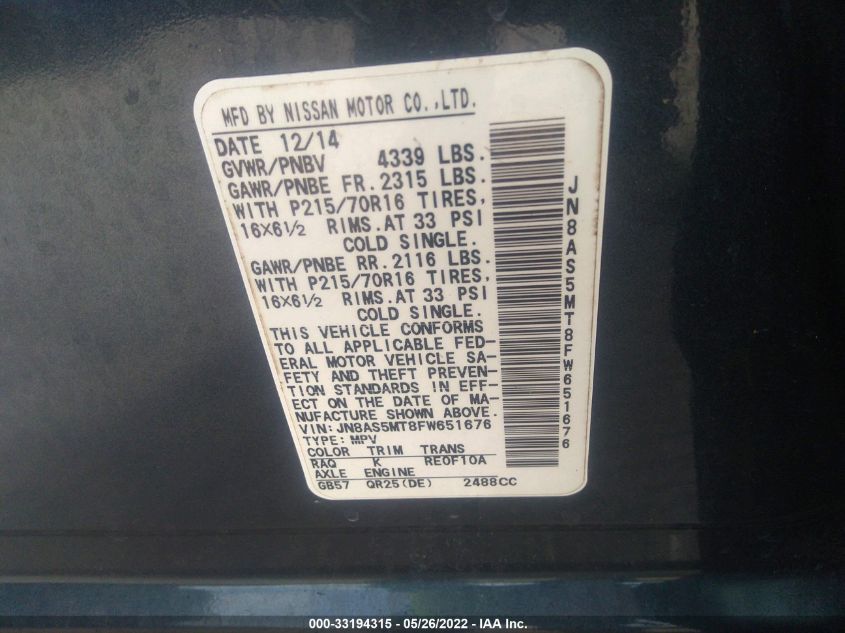 MFD BY NISSAN MOTOR CO.,LTD.
DATE 12/14
GVWR/PNBV 4339 LBS.
GAWR/PNBE FR. 2315 LBS.
WITH P215/70R16 TIRES,
16X6½ RIMS.AT 33 PSI
COLD SINGLE.
GAWR/PNBE RR. 2116 LBS.
WITH P215/70R16 TIRES,
16X6½ RIMS.AT 33 PSI
COLD SINGLE.
THIS VEHICLE CONFORMS
TO ALL APPLICABLE FED-
ERAL MOTOR VEHICLE SA-
FETY AND THEFT PREVEN-
TION STANDARDS IN EFF-
ECT ON THE DATE OF MA-
NUFACTURE SHOWN ABOVE.
VIN: JN8AS5MT8FW651676
TYPE: MPV
COLOR TRIM TRANS
RAQ K RE0F10A
AXLE ENGINE
GB57 QR25(DE) 2488CC
JN8AS5MT8FW651676
000-33194315 - 05/26/2022 - IAA Inc.